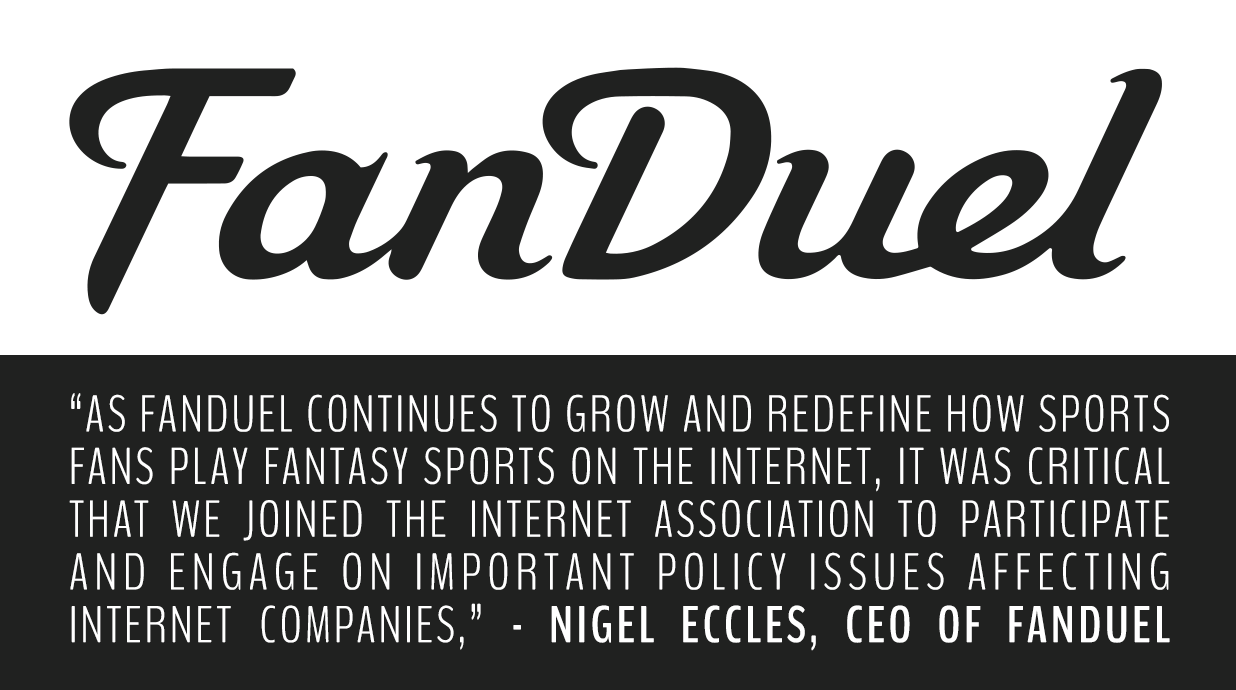 FanDuel
“AS FANDUEL CONTINUES TO GROW AND REDEFINE HOW SPORTS
FANS PLAY FANTASY SPORTS ON THE INTERNET, IT WAS CRITICAL
THAT WE JOINED THE INTERNET ASSOCIATION TO PARTICIPATE
AND ENGAGE ON IMPORTANT POLICY ISSUES AFFECTING
INTERNET COMPANIES,” - NIGEL ECCLES, CEO OF FANDUEL